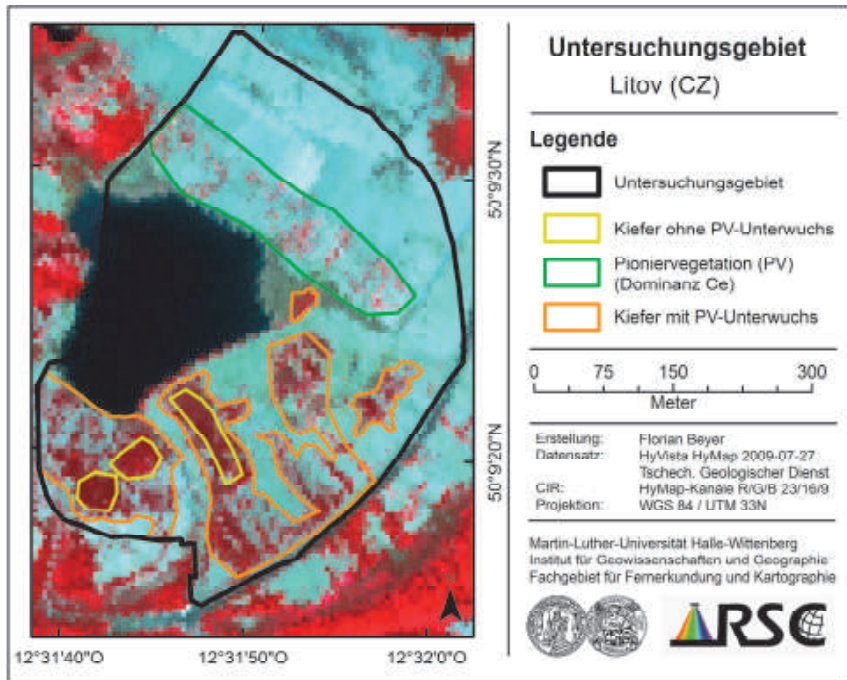 Untersuchungsgebiet
Litov (CZ)
Legende
Untersuchungsgebiet
Kiefer ohne PV-Unterwuchs
Pioniervegetation (PV)
(Dominanz Ce)
Kiefer mit PV-Unterwuchs
0 75 150 300
Meter
Erstellung: Florian Beyer
Datensatz: HyVista HyMap 2009-07-27
Tschech. Geologischer Dienst
CIR: HyMap-Kanäle R/G/B 23/16/9
Projektion: WGS 84 / UTM 33N
Martin-Luther-Universität Halle-Wittenberg
Institut für Geowissenschaften und Geographie
Fachgebiet für Fernerkundung und Kartographie
RSC
50°9'30"N
50°9'20"N
12°31'40"O 12°31'50"O 12°32'0"O